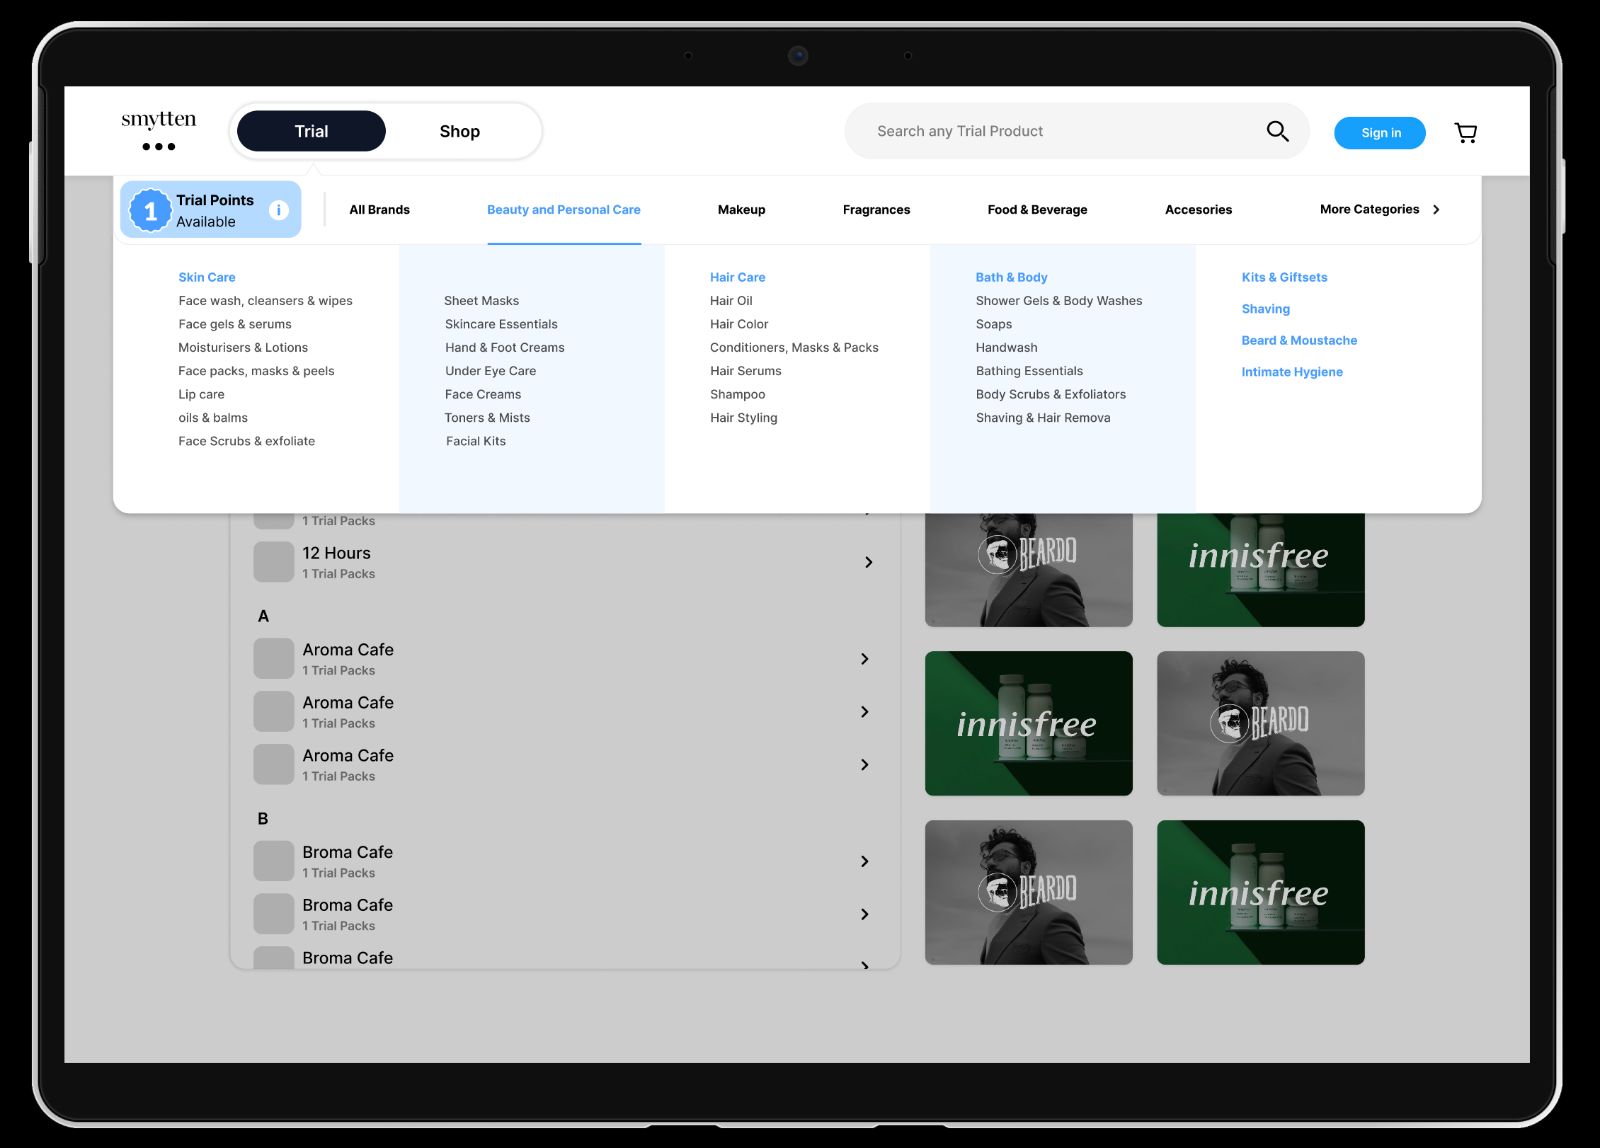 smytten
Trial
Shop
Search any Trial Product
Sign in
1
Trial Points
Available
i
All Brands
Beauty and Personal Care
Makeup
Fragrances
Food & Beverage
Accesories
More Categories
Skin Care
Face wash, cleansers & wipes
Face gels & serums
Moisturisers & Lotions
Face packs, masks & peels
Lip care
oils & balms
Face Scrubs & exfoliate
Sheet Masks
Skincare Essentials
Hand & Foot Creams
Under Eye Care
Face Creams
Toners & Mists
Facial Kits
Hair Care
Hair Oil
Hair Color
Conditioners, Masks & Packs
Hair Serums
Shampoo
Hair Styling
Bath & Body
Shower Gels & Body Washes
Soaps
Handwash
Bathing Essentials
Body Scrubs & Exfoliators
Shaving & Hair Remova
Kits & Giftsets
Shaving
Beard & Moustache
Intimate Hygiene
1 Trial Packs
12 Hours
1 Trial Packs
A
Aroma Cafe
1 Trial Packs
Aroma Cafe
1 Trial Packs
Aroma Cafe
1 Trial Packs
B
Broma Cafe
1 Trial Packs
Broma Cafe
1 Trial Packs
Broma Cafe
BEARDO
innisfree
innisfree
BEARDO
BEARDO
innisfree